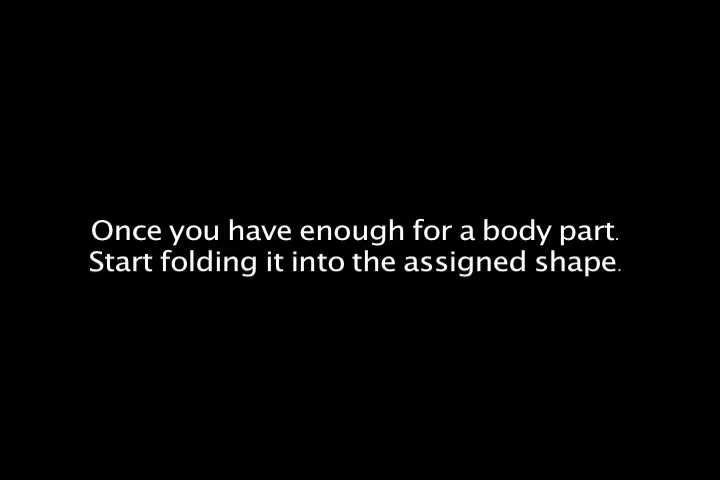 Once you have enough for a body part.
Start folding it into the assigned shape.